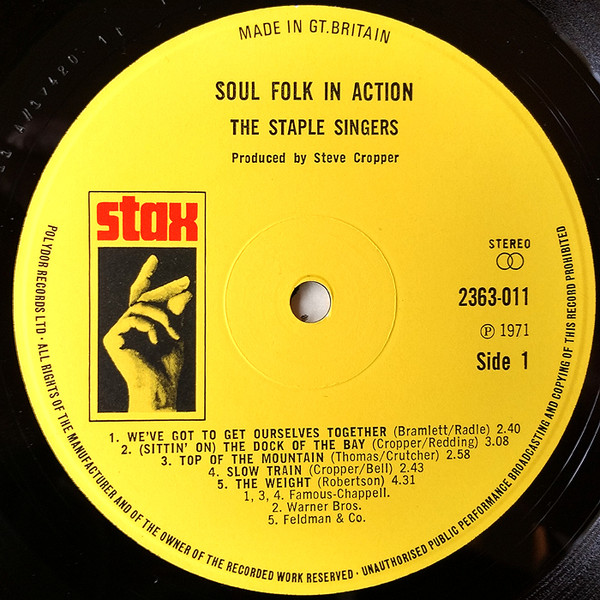 MADE IN GT.BRITAIN
SOUL FOLK IN ACTION
THE STAPLE SINGERS
Produced by Steve Cropper
stax
STEREO
2363-011
℗ 1971
Side 1
1. WE'VE GOT TO GET OURSELVES TOGETHER (Bramlett/Radle) 2.40
2. (SITTIN' ON) THE DOCK OF THE BAY (Cropper/Redding) 3.08
3. TOP OF THE MOUNTAIN (Thomas/Crutcher) 2.58
4. SLOW TRAIN (Cropper/Bell) 2.43
5. THE WEIGHT (Robertson) 4.31
1, 3, 4. Famous-Chappell.
2. Warner Bros.
5. Feldman & Co.
POLYDOR RECORDS LTD · ALL RIGHTS OF THE MANUFACTURER AND OF THE OWNER OF THE RECORDED WORK RESERVED · UNAUTHORISED PUBLIC PERFORMANCE BROADCASTING AND COPYING OF THIS RECORD PROHIBITED